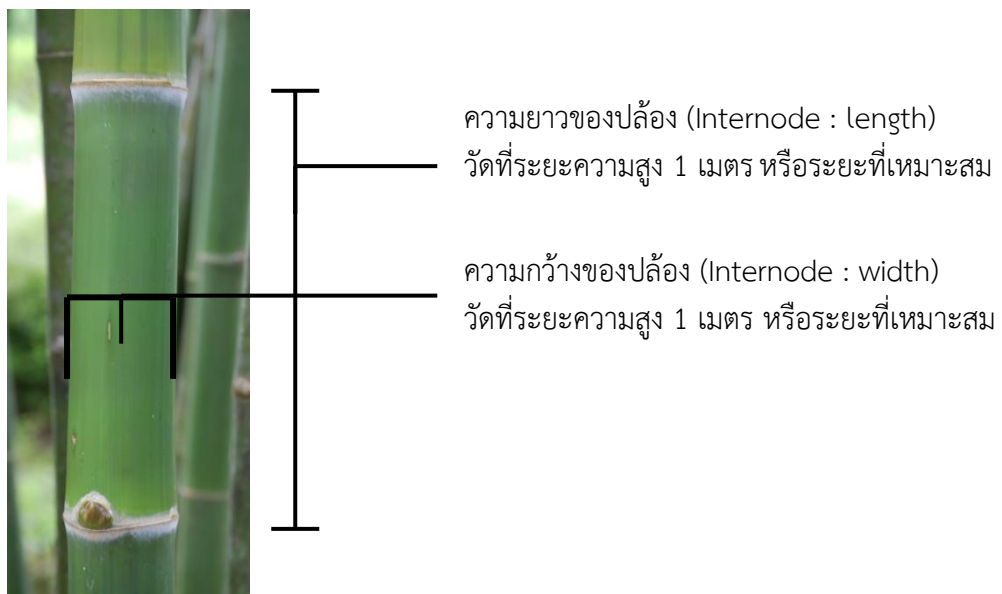 ความยาวของปล้อง (Internode : length)
วัดที่ระยะความสูง 1 เมตร หรือระยะที่เหมาะสม
ความกว้างของปล้อง (Internode : width)
วัดที่ระยะความสูง 1 เมตร หรือระยะที่เหมาะสม